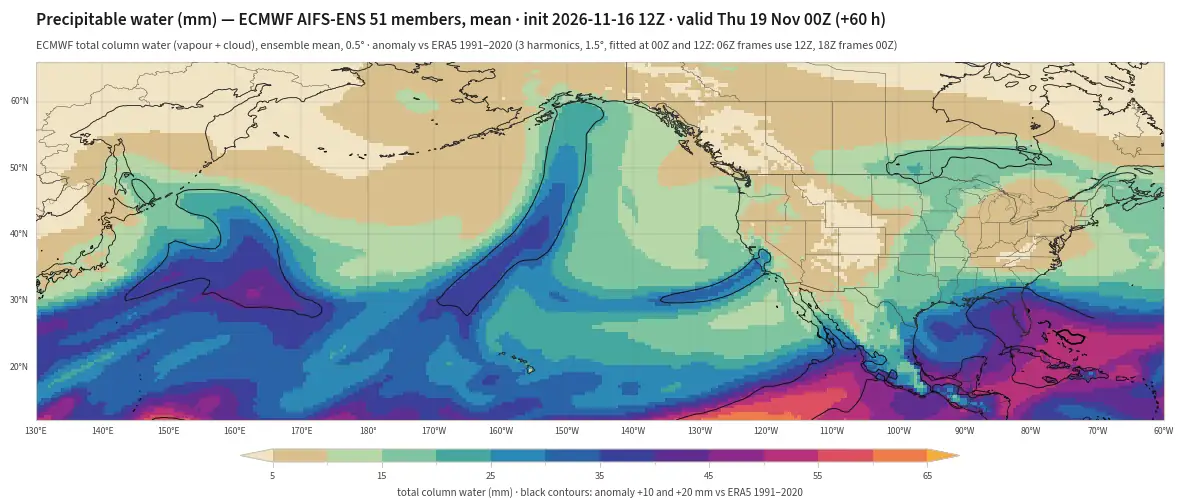 Precipitable water (mm) — ECMWF AIFS-ENS 51 members, mean · init 2026-11-16 12Z · valid Thu 19 Nov 00Z (+60 h)
ECMWF total column water (vapour + cloud), ensemble mean, 0.5° · anomaly vs ERA5 1991–2020 (3 harmonics, 1.5°, fitted at 00Z and 12Z: 06Z frames use 12Z, 18Z frames 00Z)
60°N
50°N
40°N
30°N
20°N
130°E 140°E 150°E 160°E 170°E 180° 170°W 160°W 150°W 140°W 130°W 120°W 110°W 100°W 90°W 80°W 70°W 60°W
5 15 25 35 45 55 65
total column water (mm) · black contours: anomaly +10 and +20 mm vs ERA5 1991–2020